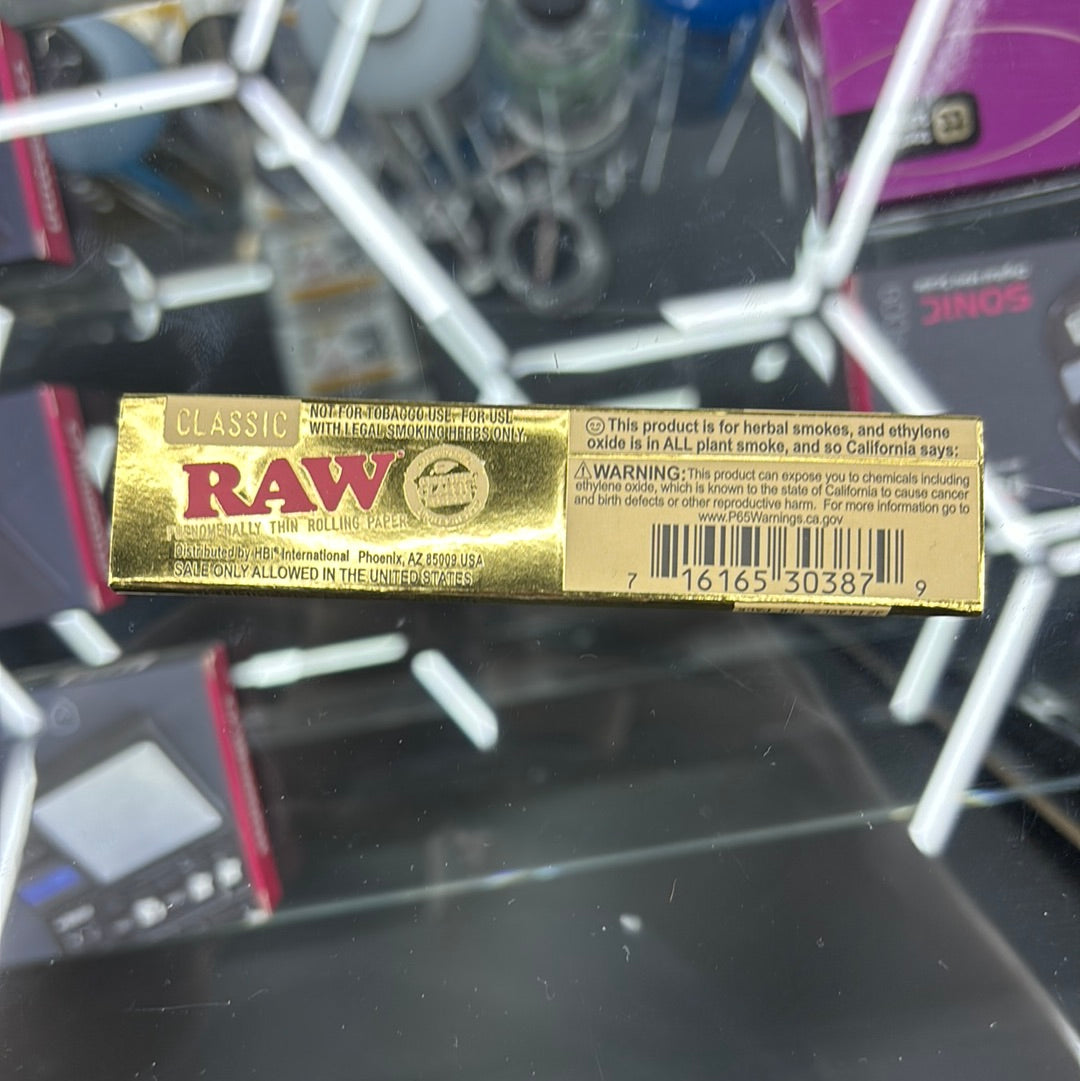 CLASSIC
NOT FOR TOBACCO USE. FOR USE
WITH LEGAL SMOKING HERBS ONLY.
RAW
PHENOMENALLY THIN ROLLING PAPER
Distributed by HBI® International Phoenix, AZ 85009 USA
SALE ONLY ALLOWED IN THE UNITED STATES
This product is for herbal smokes, and ethylene
oxide is in ALL plant smoke, and so California says:
⚠WARNING: This product can expose you to chemicals including
ethylene oxide, which is known to the state of California to cause cancer
and birth defects or other reproductive harm. For more information go to
www.P65Warnings.ca.gov
7 16165 30387 9
33
SONIC